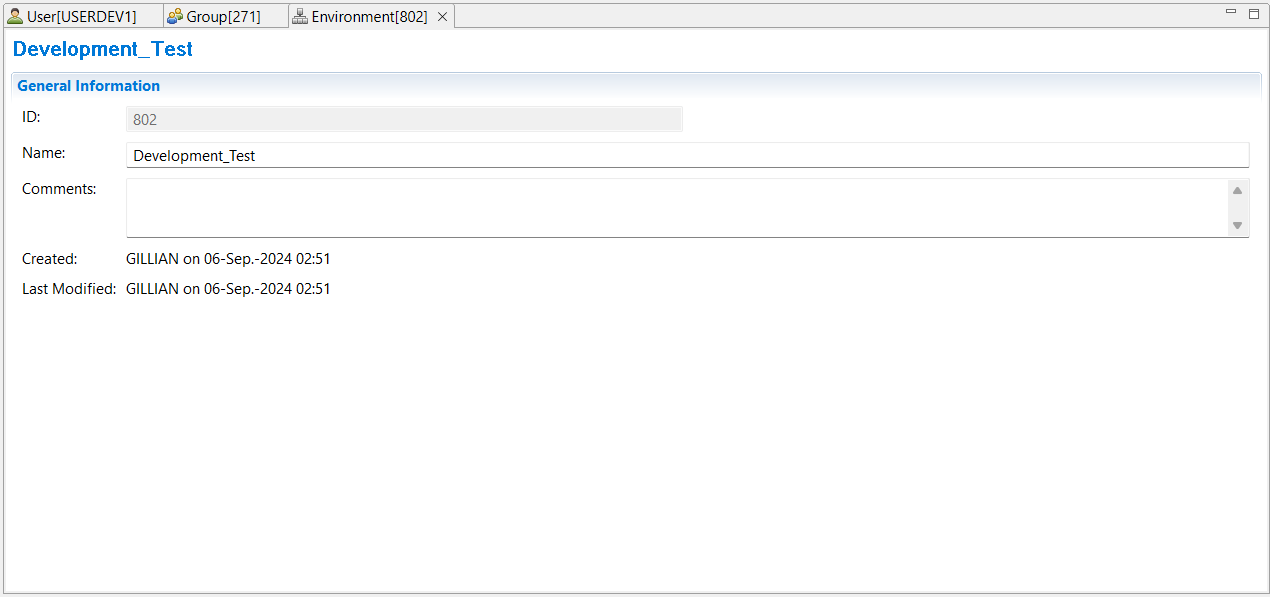 User[USERDEV1] Group[271] Environment[802]
Development_Test
General Information
ID: 802
Name: Development_Test
Comments:
Created: GILLIAN on 06-Sep.-2024 02:51
Last Modified: GILLIAN on 06-Sep.-2024 02:51